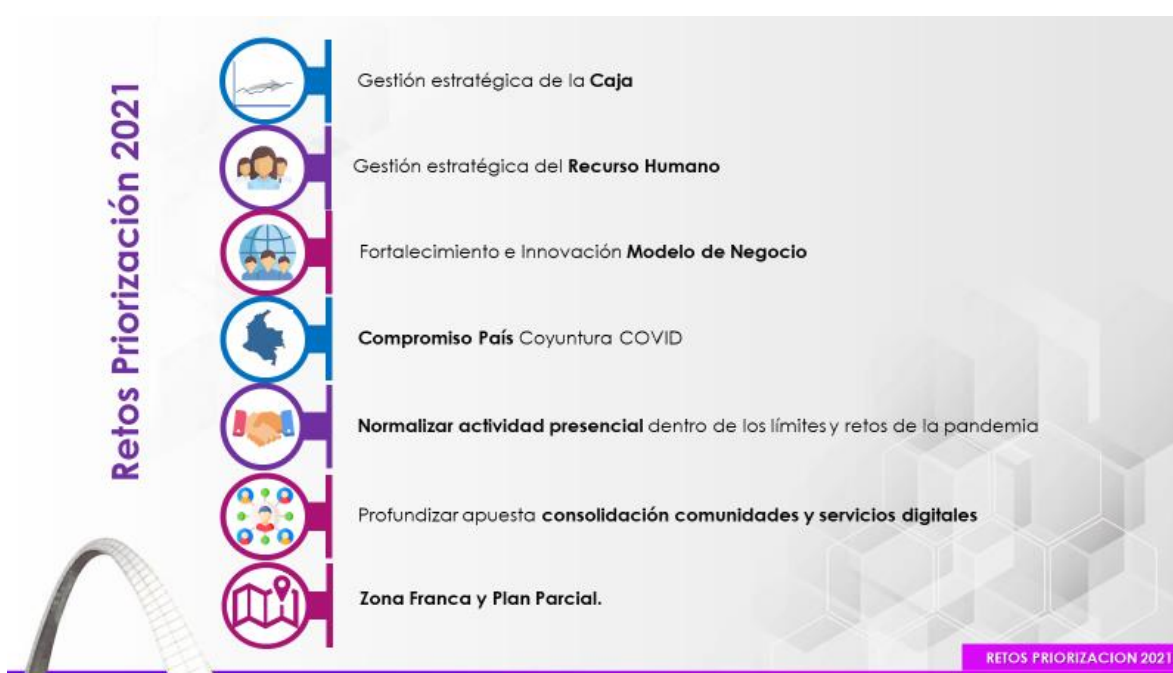 Retos Priorización 2021
Gestión estratégica de la Caja
Gestión estratégica del Recurso Humano
Fortalecimiento e Innovación Modelo de Negocio
Compromiso País Coyuntura COVID
Normalizar actividad presencial dentro de los límites y retos de la pandemia
Profundizar apuesta consolidación comunidades y servicios digitales
Zona Franca y Plan Parcial.
RETOS PRIORIZACION 2021